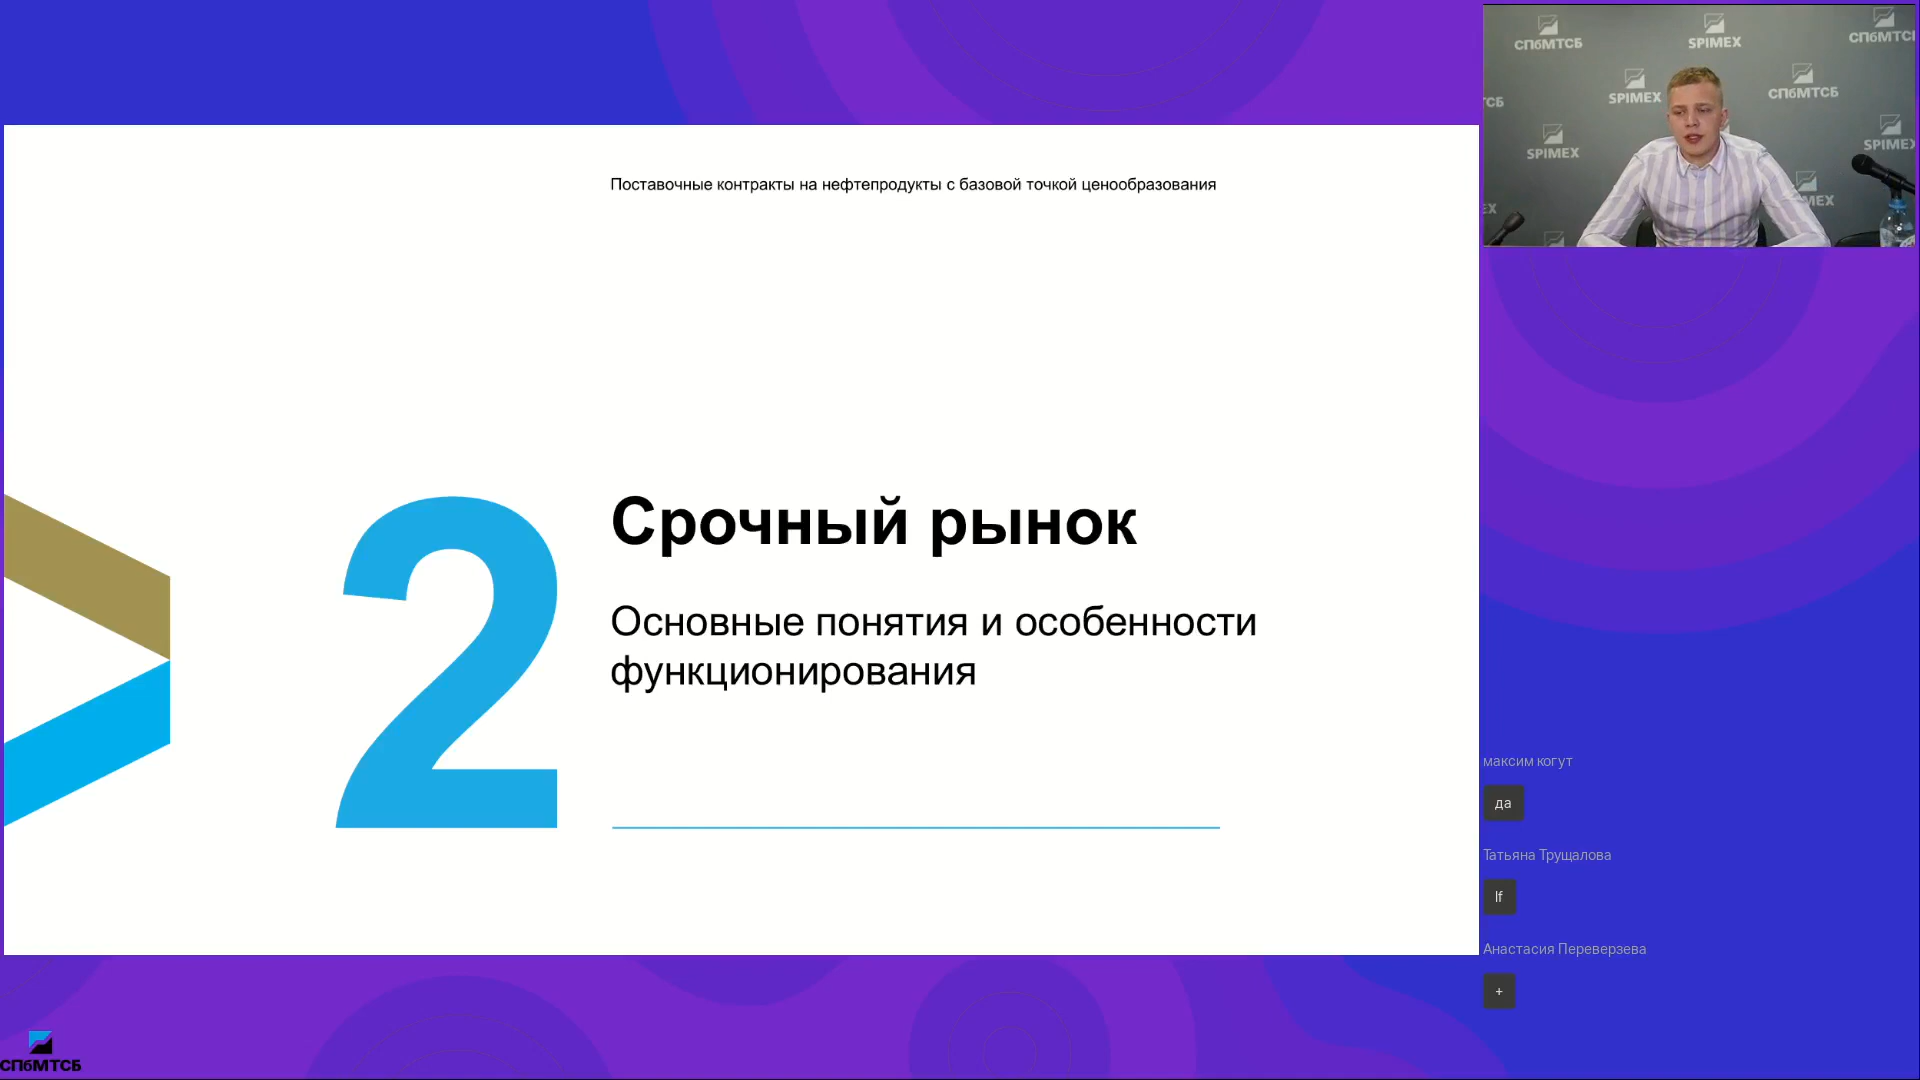 Поставочные контракты на нефтепродукты с базовой точкой ценообразования
2
Срочный рынок
Основные понятия и особенности
функционирования
СПбМТСБ
SPIMEX
СПбМТСБ
SPIMEX
СПбМТСБ
SPIMEX
SPIMEX
максим когут
да
Татьяна Трущалова
lf
Анастасия Переверзева
+
СПбМТСБ